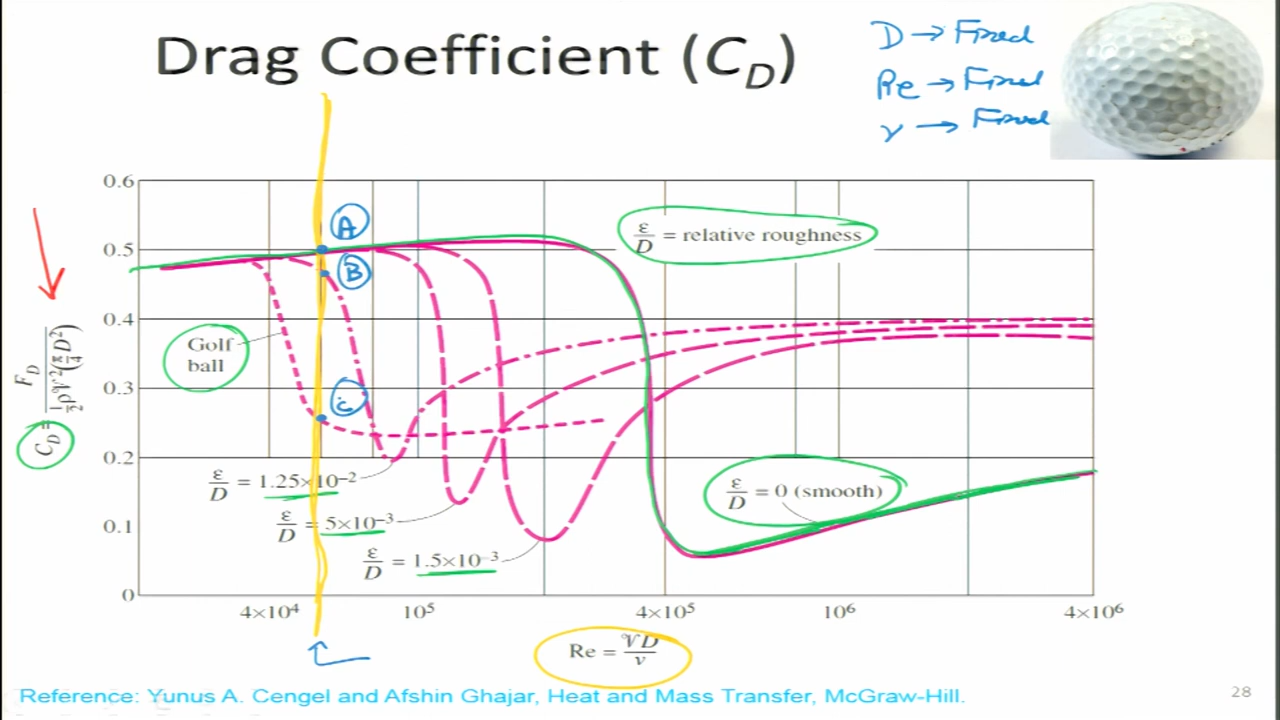 Drag Coefficient (C_D)
D → Fixed
Re → Fixed
ν → Fixed
0.6
0.5
0.4
0.3
0.2
0.1
0
C_D = F_D / ½ρ𝒱²(π/4 D²)
A
B
C
Golf
ball
ε/D = relative roughness
ε/D = 0 (smooth)
ε/D = 1.25×10⁻²
ε/D = 5×10⁻³
ε/D = 1.5×10⁻³
4×10⁴
10⁵
4×10⁵
10⁶
4×10⁶
Re = 𝒱D/ν
Reference: Yunus A. Cengel and Afshin Ghajar, Heat and Mass Transfer, McGraw-Hill.
28